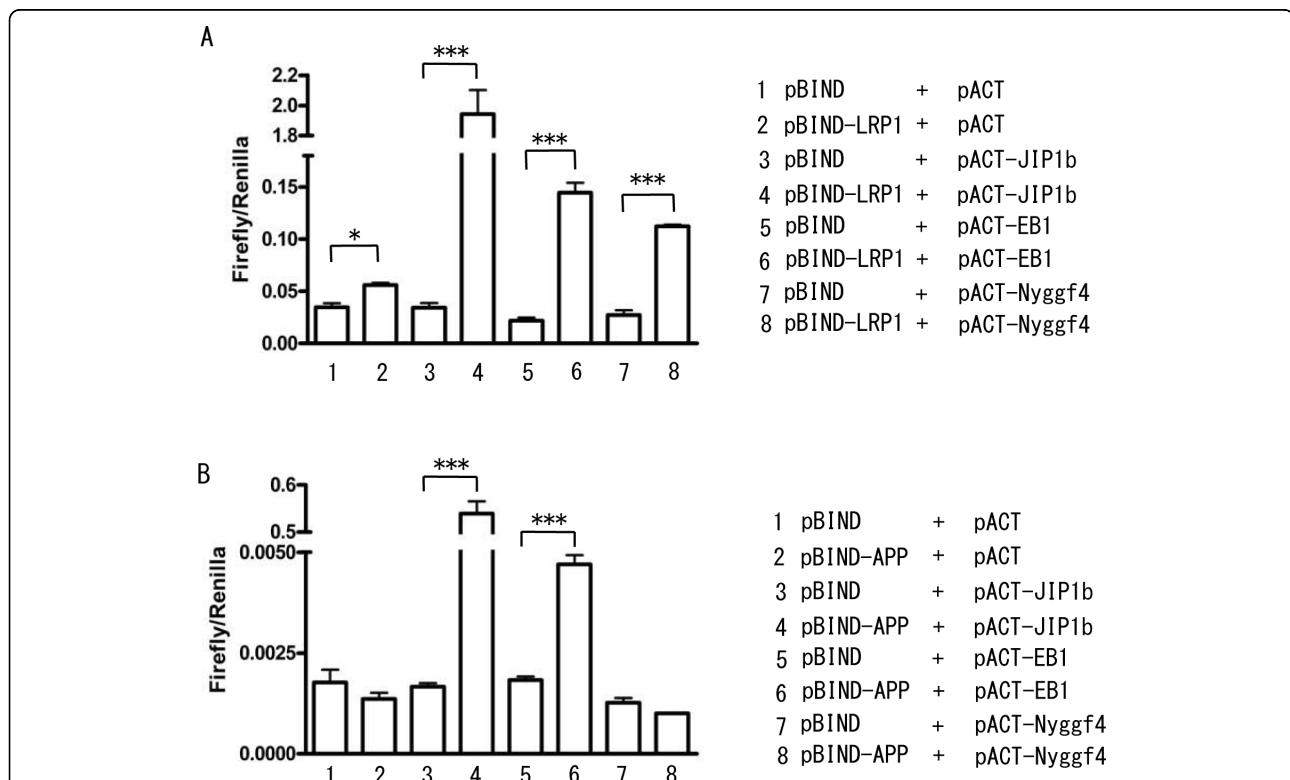 A
***
2.2
2.0
1.8
***
***
0.15
0.10
*
0.05
0.00
Firefly/Renilla
1 2 3 4 5 6 7 8
1 pBIND + pACT
2 pBIND-LRP1 + pACT
3 pBIND + pACT-JIP1b
4 pBIND-LRP1 + pACT-JIP1b
5 pBIND + pACT-EB1
6 pBIND-LRP1 + pACT-EB1
7 pBIND + pACT-Nyggf4
8 pBIND-LRP1 + pACT-Nyggf4
B
***
0.6
0.5
***
0.0050
0.0025
0.0000
Firefly/Renilla
1 2 3 4 5 6 7 8
1 pBIND + pACT
2 pBIND-APP + pACT
3 pBIND + pACT-JIP1b
4 pBIND-APP + pACT-JIP1b
5 pBIND + pACT-EB1
6 pBIND-APP + pACT-EB1
7 pBIND + pACT-Nyggf4
8 pBIND-APP + pACT-Nyggf4